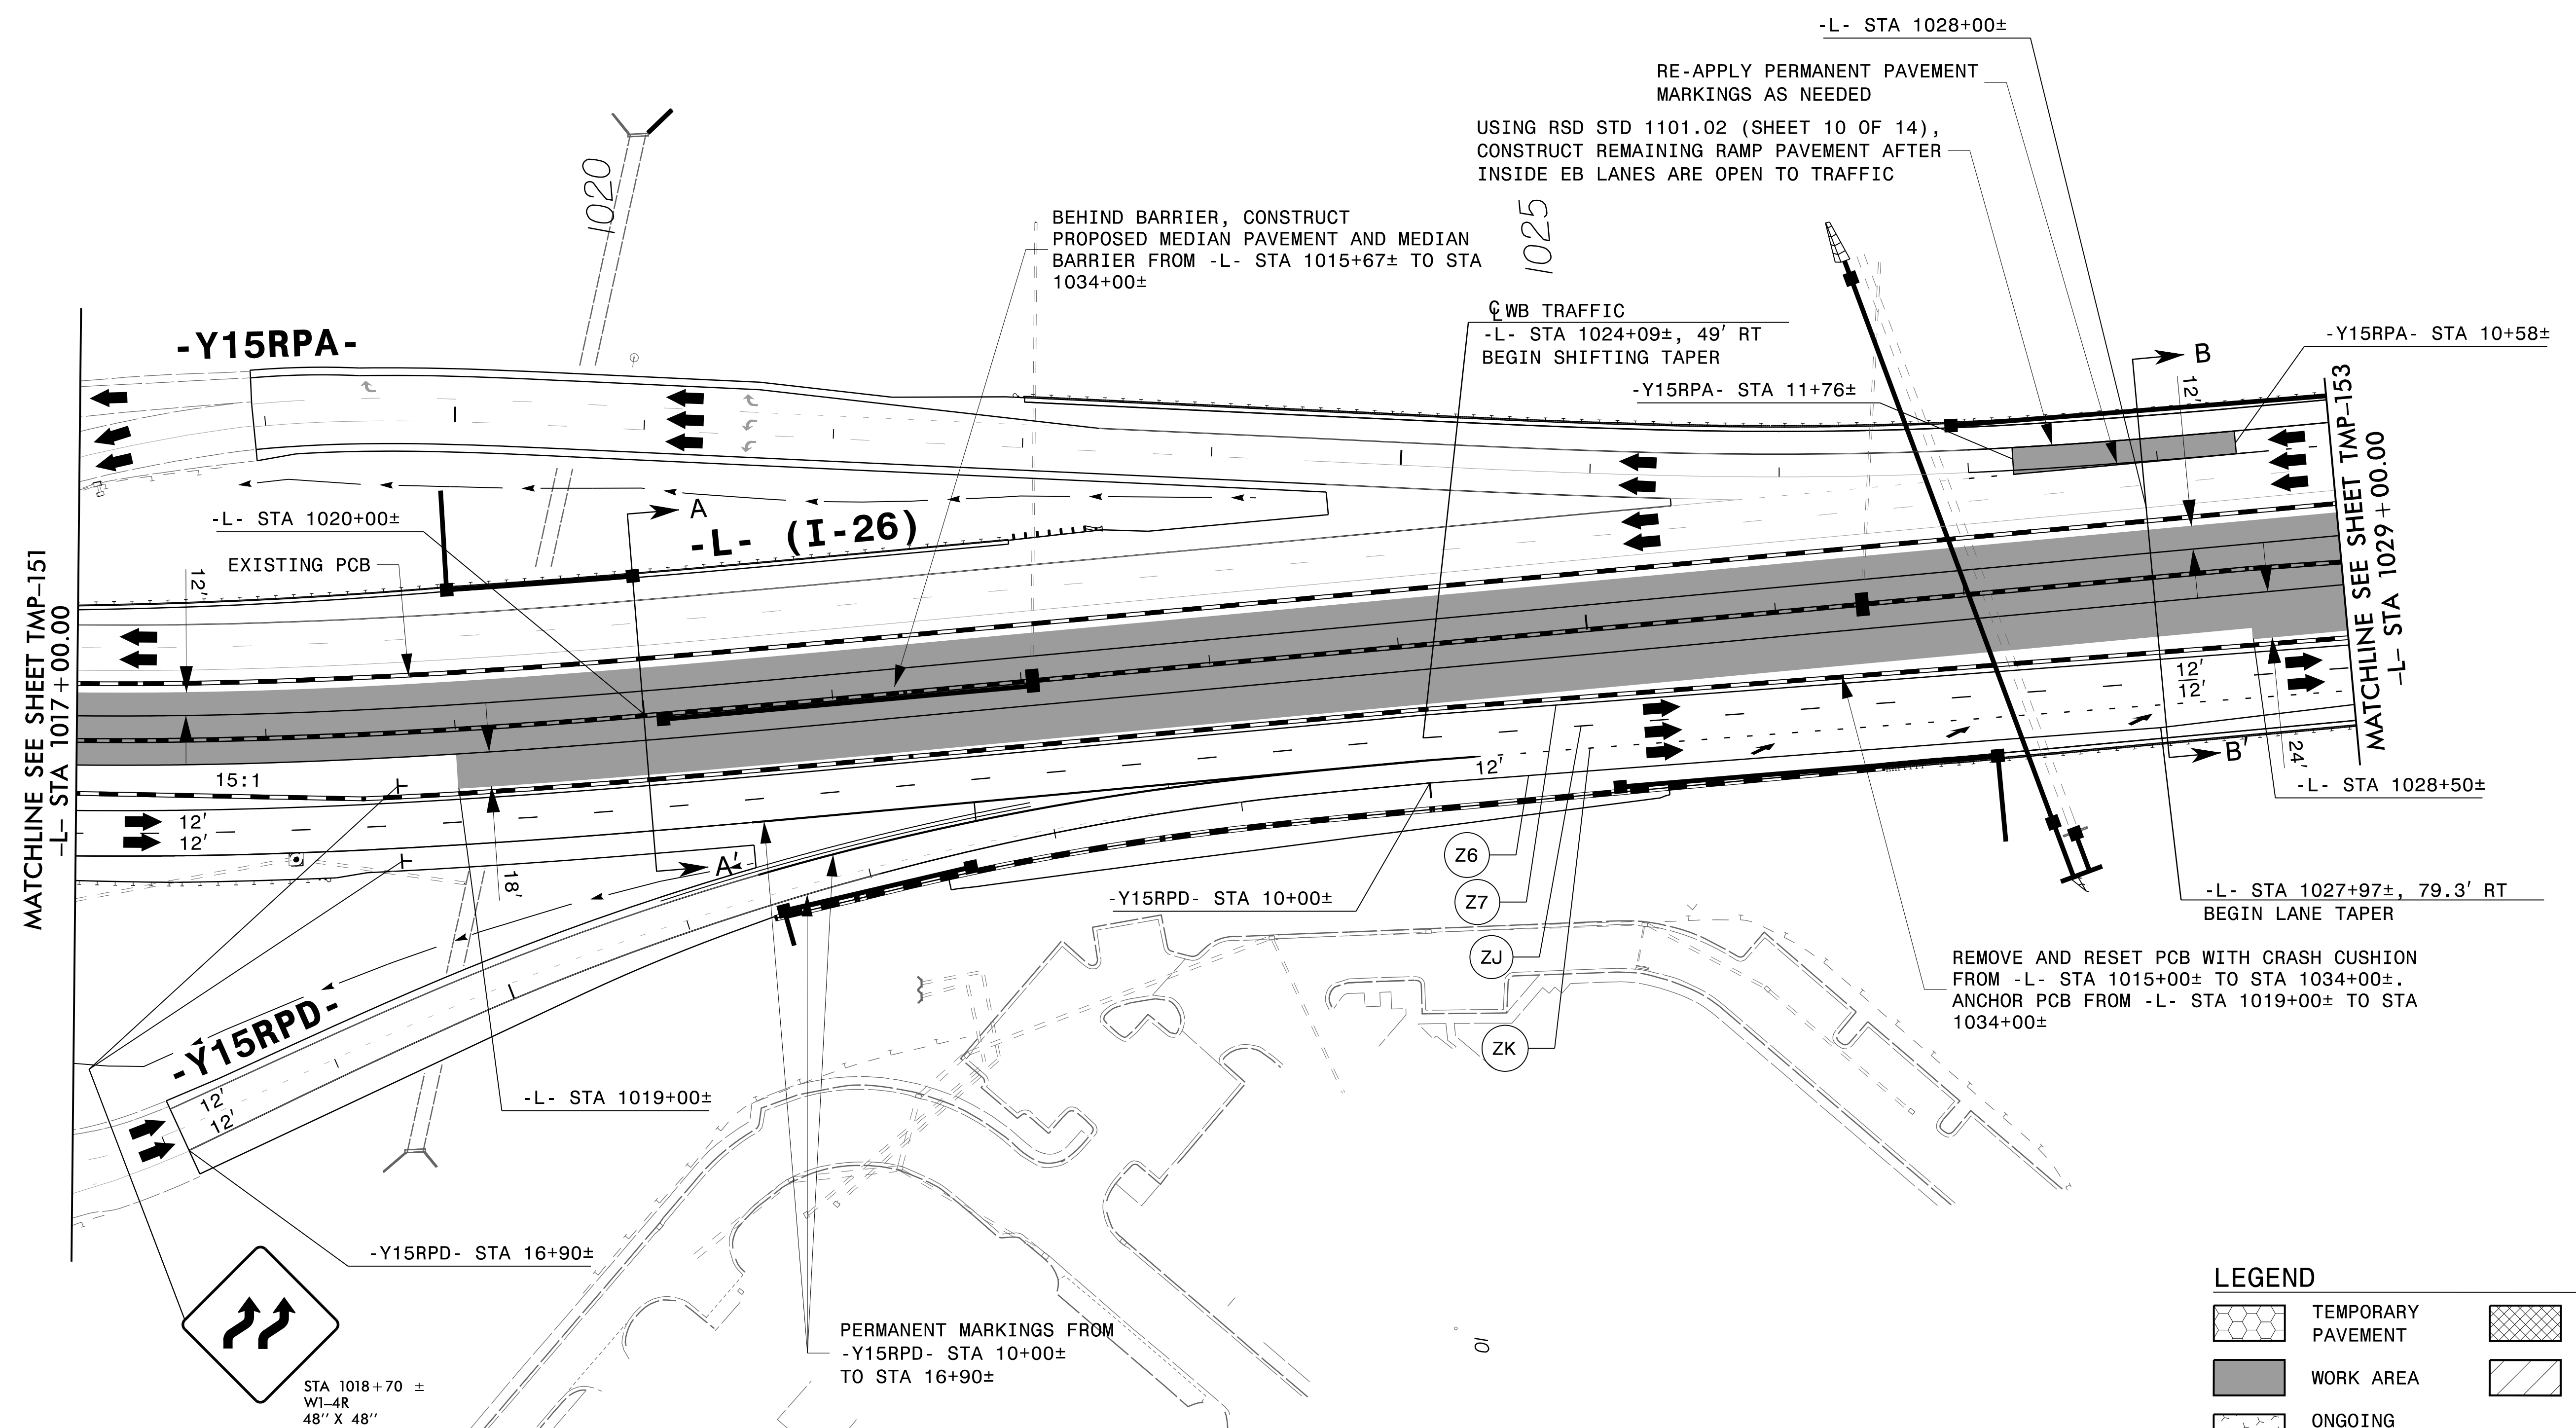 -L- STA 1028+00±
RE-APPLY PERMANENT PAVEMENT
MARKINGS AS NEEDED
USING RSD STD 1101.02 (SHEET 10 OF 14),
CONSTRUCT REMAINING RAMP PAVEMENT AFTER
INSIDE EB LANES ARE OPEN TO TRAFFIC
1020
1025
BEHIND BARRIER, CONSTRUCT
PROPOSED MEDIAN PAVEMENT AND MEDIAN
BARRIER FROM -L- STA 1015+67± TO STA
1034+00±
℄ WB TRAFFIC
-L- STA 1024+09±, 49' RT
BEGIN SHIFTING TAPER
-Y15RPA- STA 11+76±
-Y15RPA- STA 10+58±
B
12'
-Y15RPA-
MATCHLINE SEE SHEET TMP-153
-L- STA 1029+00.00
-L- STA 1020+00±
A
-L- (I-26)
EXISTING PCB
12'
MATCHLINE SEE SHEET TMP-151
-L- STA 1017+00.00
15:1
12'
12'
18'
A'
12'
12'
12'
B'
24'
-L- STA 1028+50±
Z6
Z7
ZJ
ZK
-Y15RPD- STA 10+00±
-L- STA 1027+97±, 79.3' RT
BEGIN LANE TAPER
REMOVE AND RESET PCB WITH CRASH CUSHION
FROM -L- STA 1015+00± TO STA 1034+00±.
ANCHOR PCB FROM -L- STA 1019+00± TO STA
1034+00±
-Y15RPD-
12'
12'
-L- STA 1019+00±
-Y15RPD- STA 16+90±
PERMANENT MARKINGS FROM
-Y15RPD- STA 10+00±
TO STA 16+90±
10
STA 1018+70 ±
W1-4R
48'' X 48''
LEGEND
TEMPORARY
PAVEMENT
WORK AREA
ONGOING